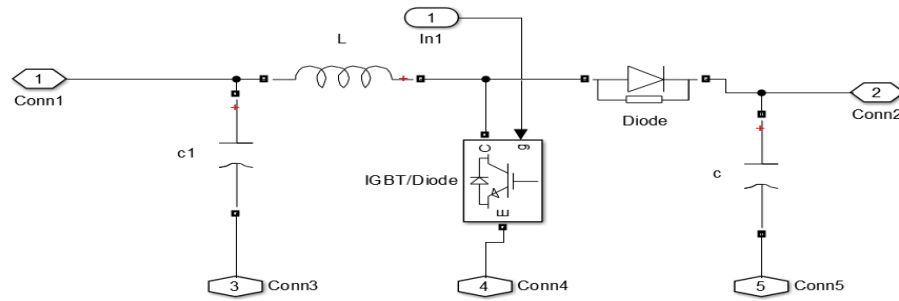 1
In1
L
1
Conn1
2
Conn2
Diode
c1
IGBT/Diode
C
g
E
c
3
Conn3
4
Conn4
5
Conn5